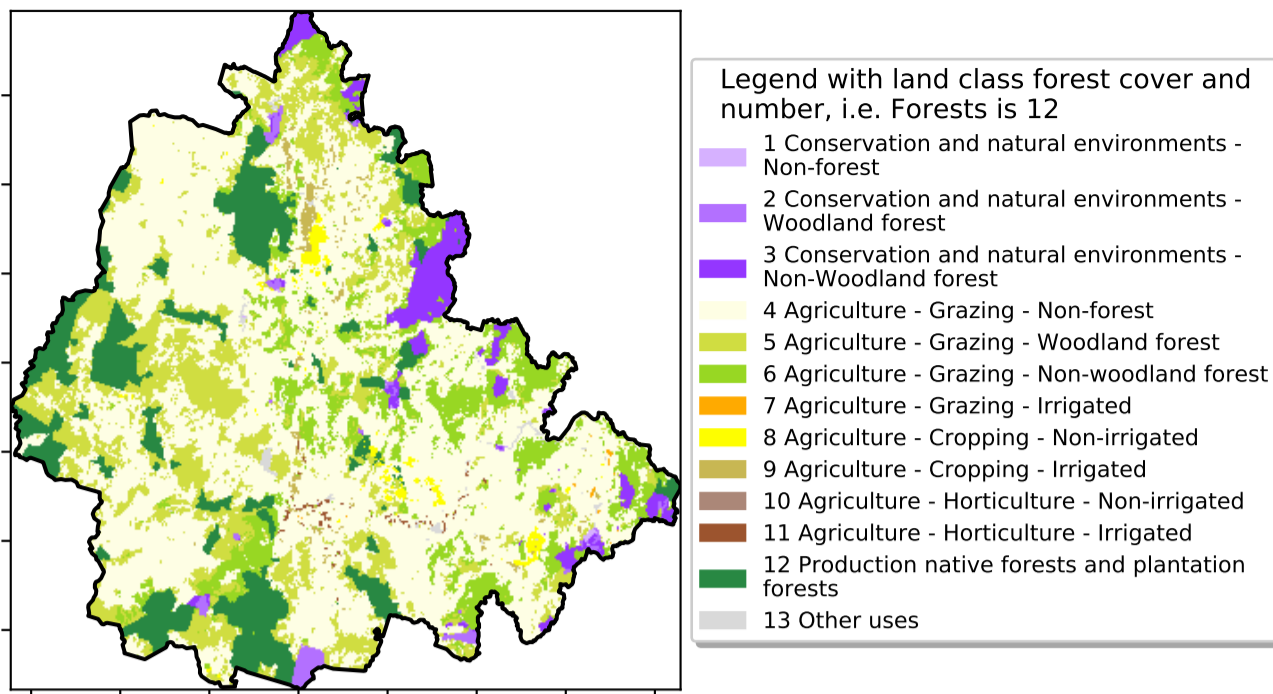 Legend with land class forest cover and
number, i.e. Forests is 12
1 Conservation and natural environments -
Non-forest
2 Conservation and natural environments -
Woodland forest
3 Conservation and natural environments -
Non-Woodland forest
4 Agriculture - Grazing - Non-forest
5 Agriculture - Grazing - Woodland forest
6 Agriculture - Grazing - Non-woodland forest
7 Agriculture - Grazing - Irrigated
8 Agriculture - Cropping - Non-irrigated
9 Agriculture - Cropping - Irrigated
10 Agriculture - Horticulture - Non-irrigated
11 Agriculture - Horticulture - Irrigated
12 Production native forests and plantation
forests
13 Other uses